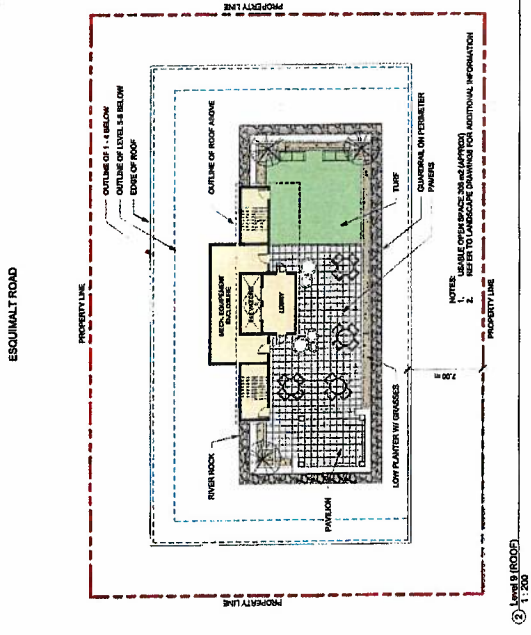 ESQUIMALT ROAD
PROPERTY LINE
PROPERTY LINE
OUTLINE OF 1 - 4 BELOW
OUTLINE OF LEVEL 5-8 BELOW
EDGE OF ROOF
OUTLINE OF ROOF ABOVE
RIVER ROCK
MECH. EQUIPMENT
ENCLOSURE
ELEVATORS
LOBBY
PAVILION
LOW PLANTER W/ GRASSES
TURF
GUARDRAIL ON PERIMETER
PAVERS
7.00 m
NOTES:
1. USABLE OPEN SPACE 205 m2 (APPROX)
2. REFER TO LANDSCAPE DRAWINGS FOR ADDITIONAL INFORMATION
PROPERTY LINE
PROPERTY LINE
2 Level 9 (ROOF)
1 : 200